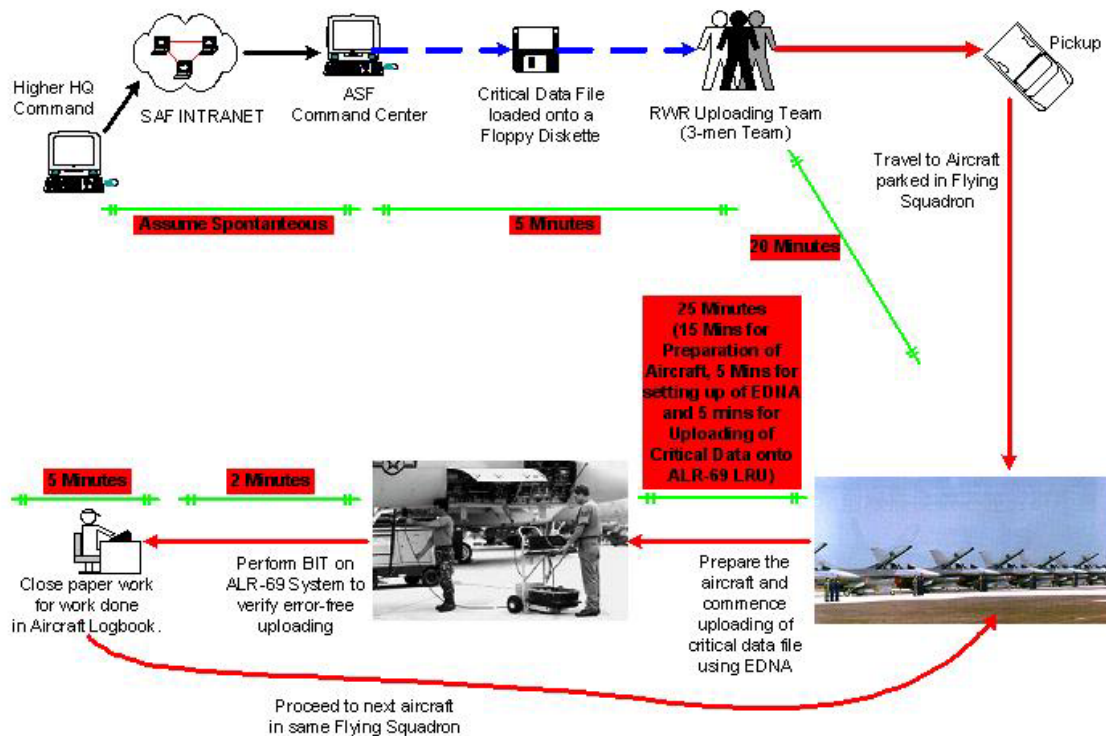 Higher HQ
Command
SAF INTRANET
ASF
Command Center
Critical Data File
loaded onto a
Floppy Diskette
RWR Uploading Team
(3-men Team)
Pickup
Travel to Aircraft
parked in Flying
Squadron
Assume Spontaneous
5 Minutes
20 Minutes
25 Minutes
(15 Mins for
Preparation of
Aircraft, 5 Mins for
setting up of EDNA
and 5 mins for
Uploading of
Critical Data onto
ALR-69 LRU)
5 Minutes
2 Minutes
Close paper work
for work done
in Aircraft Logbook.
Perform BIT on
ALR-69 System to
verify error-free
uploading
Prepare the
aircraft and
commence
uploading of
critical data file
using EDNA
Proceed to next aircraft
in same Flying Squadron